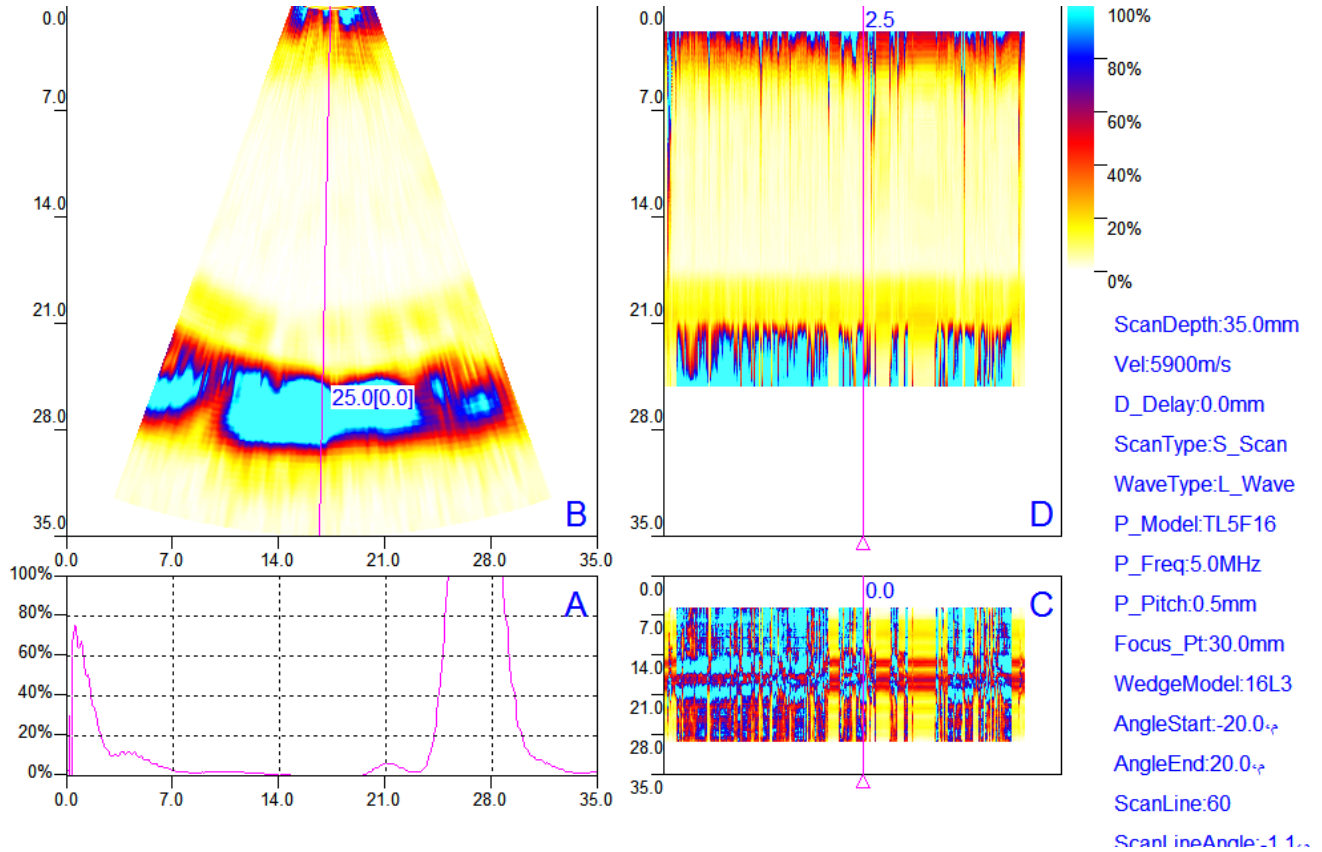 0.0
7.0
14.0
21.0
28.0
35.0
25.0[0.0]
B
0.0
7.0
14.0
21.0
28.0
35.0
0.0
7.0
14.0
21.0
28.0
35.0
2.5
D
100%
80%
60%
40%
20%
0%
100%
80%
60%
40%
20%
0%
A
0.0
7.0
14.0
21.0
28.0
35.0
0.0
7.0
14.0
21.0
28.0
35.0
0.0
C
ScanDepth:35.0mm
Vel:5900m/s
D_Delay:0.0mm
ScanType:S_Scan
WaveType:L_Wave
P_Model:TL5F16
P_Freq:5.0MHz
P_Pitch:0.5mm
Focus_Pt:30.0mm
WedgeModel:16L3
AngleStart:-20.0
AngleEnd:20.0
ScanLine:60
ScanLineAngle:-1.1